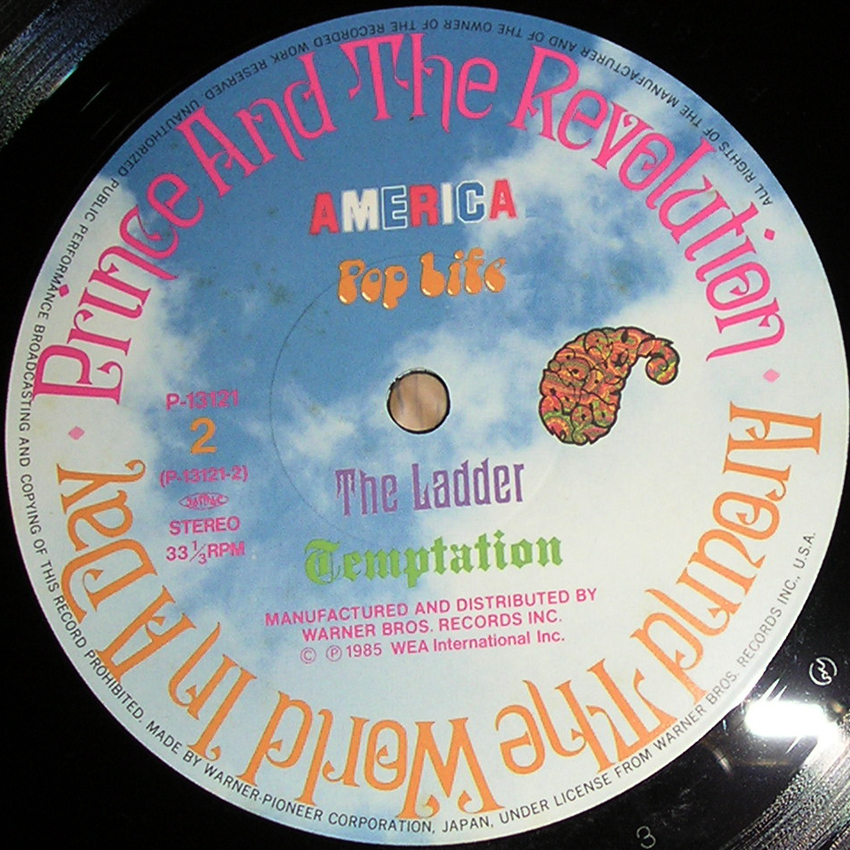 Prince And The Revolution
AMERICA
Pop Life
P-13121
2
(P-13121-2)
STEREO
33 1/3 RPM
The Ladder
Temptation
MANUFACTURED AND DISTRIBUTED BY
WARNER BROS. RECORDS INC.
© ℗ 1985 WEA International Inc.
Around The World In A Day
ALL RIGHTS OF THE MANUFACTURER AND OF THE OWNER OF THE RECORDED WORK RESERVED. UNAUTHORIZED PUBLIC PERFORMANCE BROADCASTING AND COPYING OF THIS RECORD PROHIBITED. MADE BY WARNER-PIONEER CORPORATION, JAPAN, UNDER LICENSE FROM WARNER BROS. RECORDS INC., U.S.A.
3